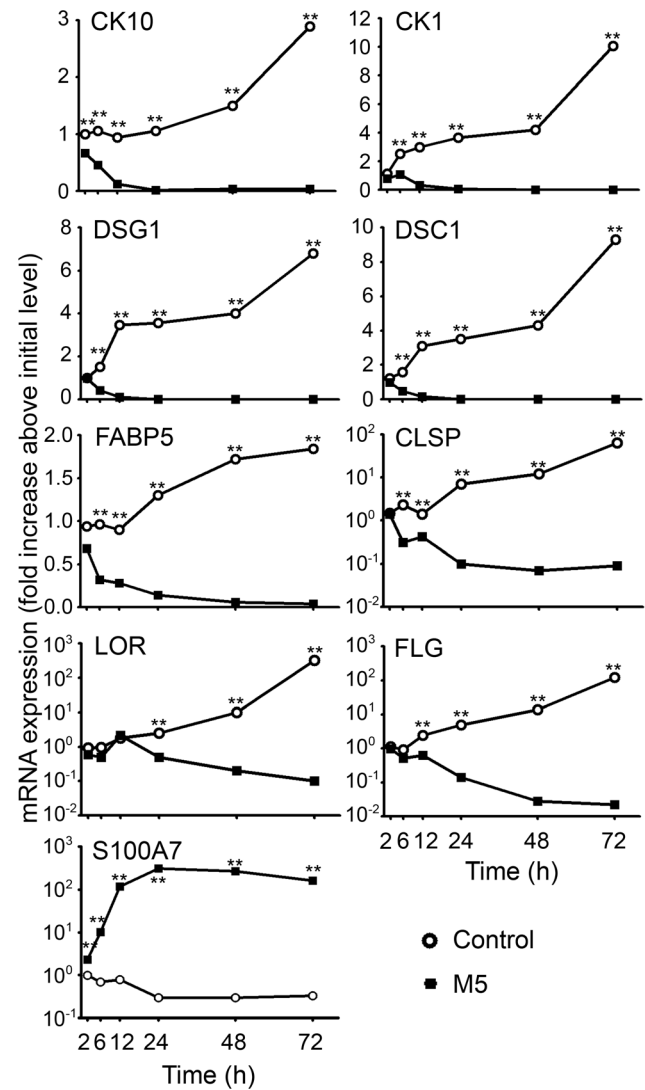 mRNA expression (fold increase above initial level)
CK10
3
2
1
0
** ** ** ** ** **
CK1
12
10
8
6
4
2
0
** ** ** ** **
DSG1
8
6
4
2
0
** ** ** ** **
DSC1
10
8
6
4
2
0
** ** ** ** **
FABP5
2.0
1.5
1.0
0.5
0.0
** ** ** ** **
CLSP
10²
10¹
10⁰
10⁻¹
10⁻²
** ** ** ** **
LOR
10³
10²
10¹
10⁰
10⁻¹
10⁻²
** ** **
FLG
10³
10²
10¹
10⁰
10⁻¹
10⁻²
** ** ** **
2 6 12 24 48 72
Time (h)
S100A7
10³
10²
10¹
10⁰
10⁻¹
** ** ** ** ** **
2 6 12 24 48 72
Time (h)
Control
M5